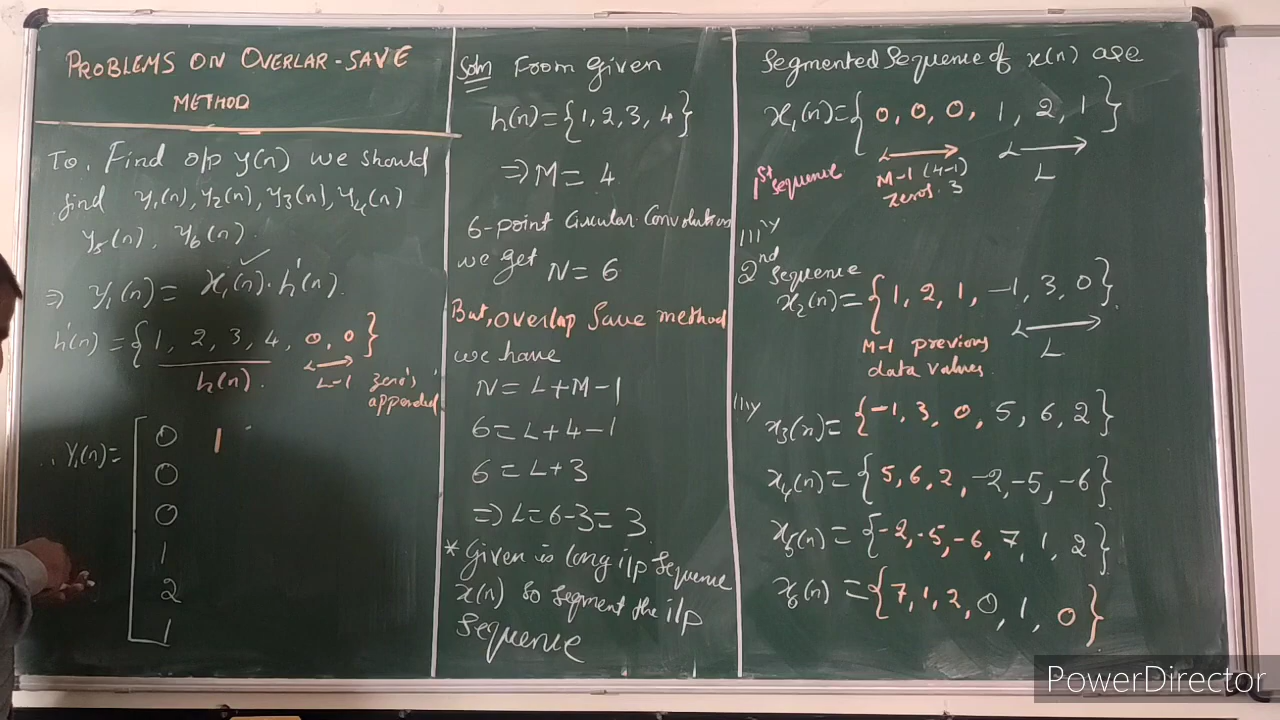 PROBLEMS ON OVERLAR-SAVE
METHOD
To, Find o/p y(n) we should
find y1(n), y2(n), y3(n), y4(n)
y5(n), y6(n).
⇒ y1(n) = x1(n)·h'(n).
h'(n) = {1, 2, 3, 4, 0, 0}
h(n). L-1 zero's
appended
∴ Y1(n) = [ 0 1
0
0
1
2
1
Soln From given
h(n) = {1, 2, 3, 4}
⇒ M = 4
6-point Circular Convolution
we get N = 6
But, overlap Save method
we have
N = L + M - 1
6 = L + 4 - 1
6 = L + 3
⇒ L = 6 - 3 = 3
* Given is long i/p sequence
x(n) so segment the i/p
sequence
Segmented Sequence of x(n) are
x1(n) = {0, 0, 0, 1, 2, 1}
1st sequence M-1 (4-1) L
zeros. 3
IIIly
2nd sequence
x2(n) = {1, 2, 1, -1, 3, 0}
M-1 previous L
data values.
IIIly x3(n) = {-1, 3, 0, 5, 6, 2}
x4(n) = {5, 6, 2, -2, -5, -6}
x5(n) = {-2, -5, -6, 7, 1, 2}
x6(n) = {7, 1, 2, 0, 1, 0}
PowerDirector